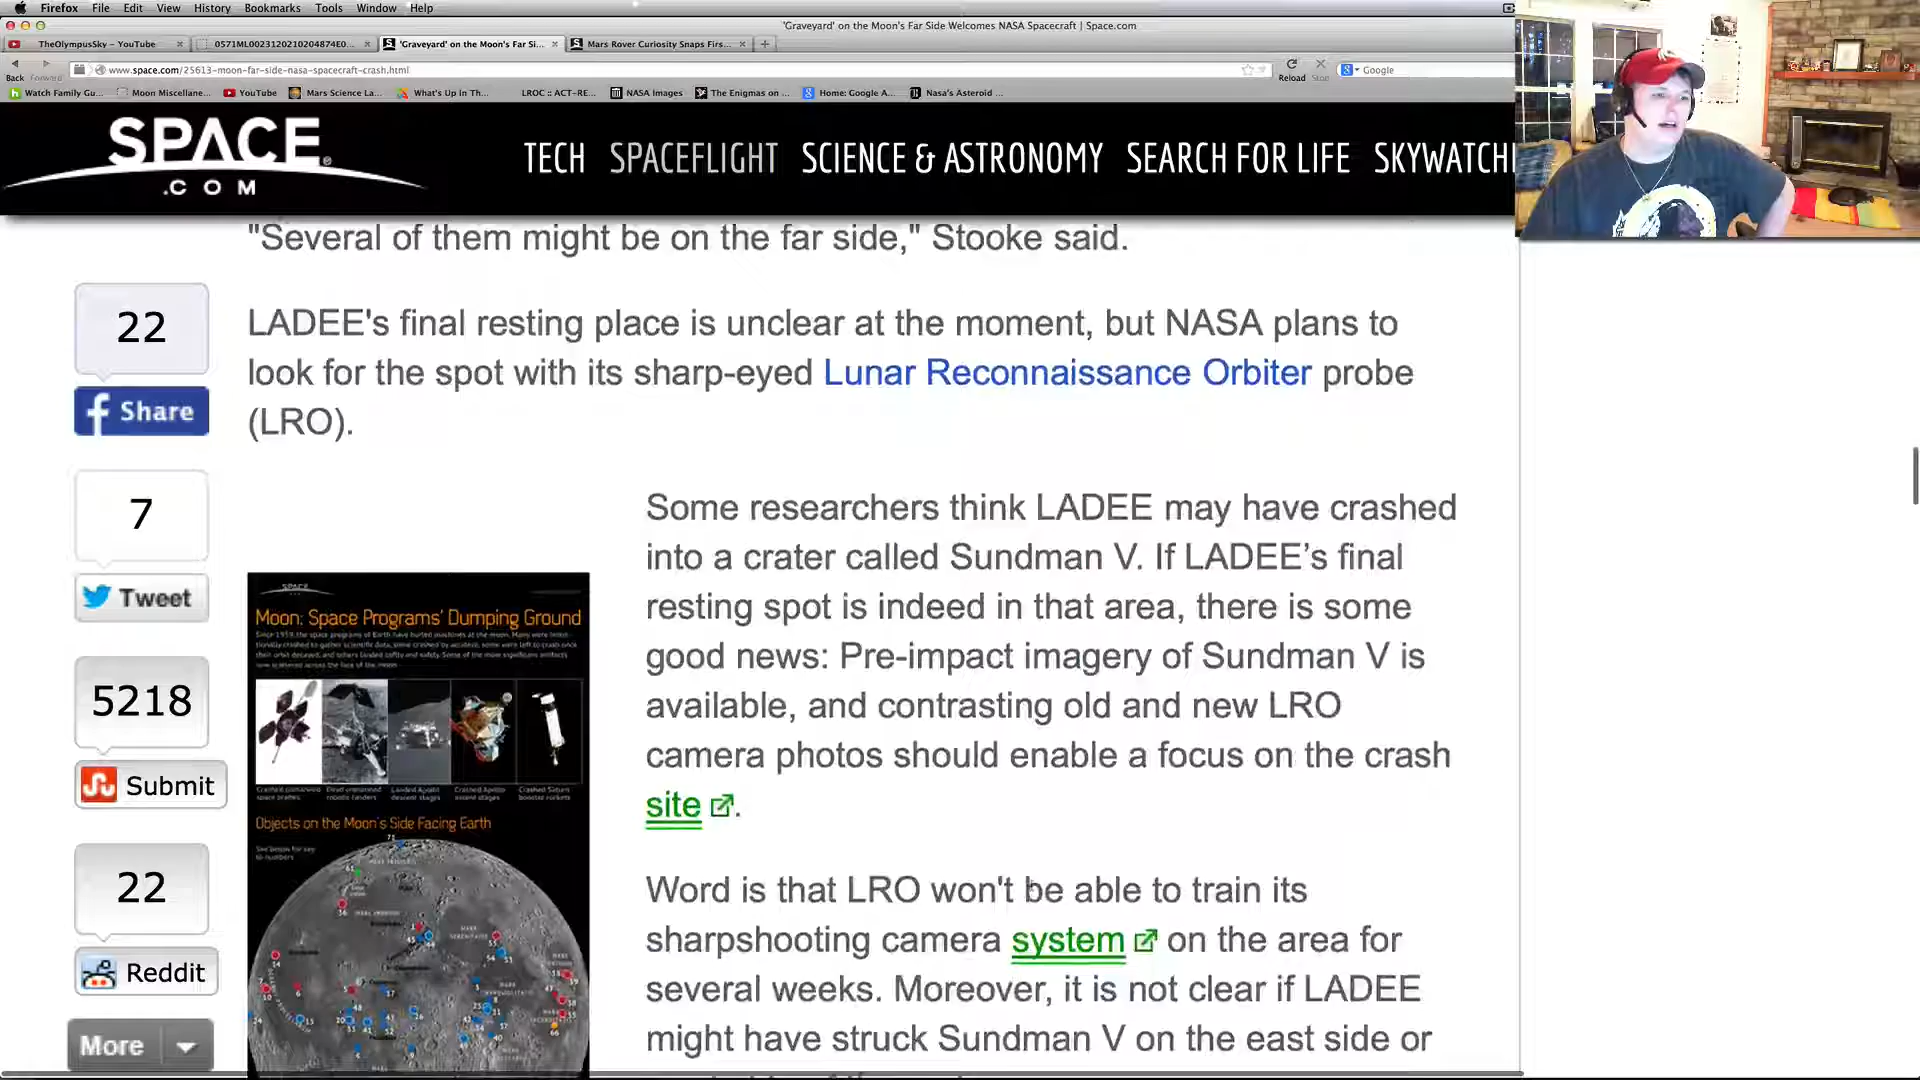 Firefox File Edit View History Bookmarks Tools Window Help
'Graveyard' on the Moon's Far Side Welcomes NASA Spacecraft | Space.com
TheOlympusSky - YouTube
0571ML0023120210204874E0...
'Graveyard' on the Moon's Far Si...
Mars Rover Curiosity Snaps Firs...
Back Forward
www.space.com/25613-moon-far-side-nasa-spacecraft-crash.html
Reload Stop
Google
Watch Family Gu... Moon Miscellane... YouTube Mars Science La... What's Up In Th... LROC :: ACT-RE... NASA Images The Enigmas on ... Home: Google A... Nasa's Asteroid ...
SPACE
.COM
TECH SPACEFLIGHT SCIENCE & ASTRONOMY SEARCH FOR LIFE SKYWATCH
"Several of them might be on the far side," Stooke said.
LADEE's final resting place is unclear at the moment, but NASA plans to
look for the spot with its sharp-eyed Lunar Reconnaissance Orbiter probe
(LRO).
22
Share
7
Tweet
5218
Submit
22
Reddit
More
SPACE
Moon: Space Programs' Dumping Ground
Objects on the Moon's Side Facing Earth
Some researchers think LADEE may have crashed
into a crater called Sundman V. If LADEE’s final
resting spot is indeed in that area, there is some
good news: Pre-impact imagery of Sundman V is
available, and contrasting old and new LRO
camera photos should enable a focus on the crash
site.
Word is that LRO won't be able to train its
sharpshooting camera system on the area for
several weeks. Moreover, it is not clear if LADEE
might have struck Sundman V on the east side or